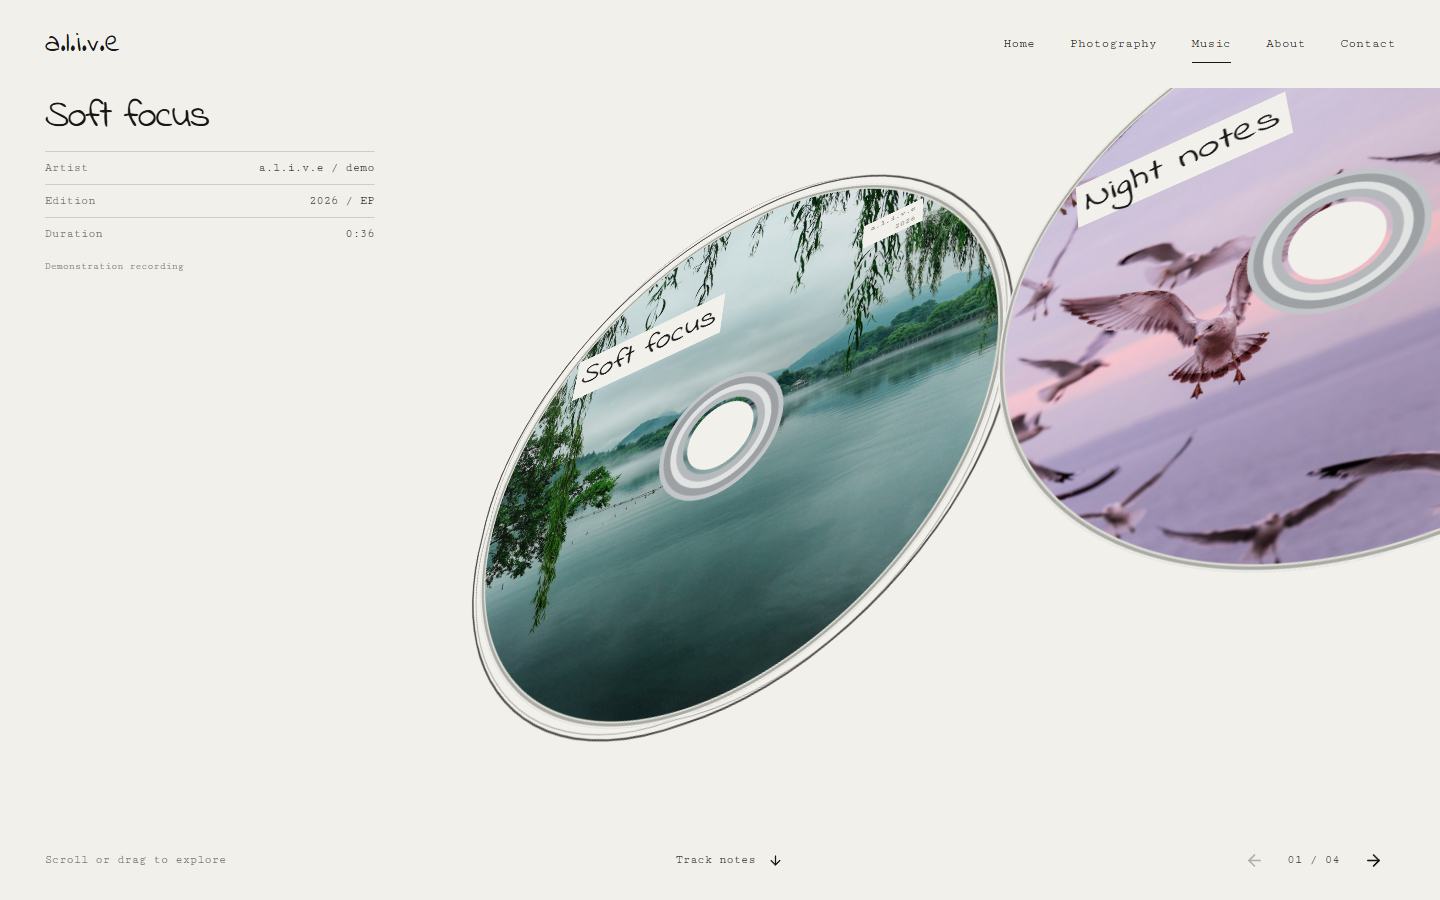 a.l.i.v.e
Home Photography Music About Contact
Soft focus
Artist a.l.i.v.e / demo
Edition 2026 / EP
Duration 0:36
Demonstration recording
Soft focus
a.l.i.v.e
2026
Night notes
Scroll or drag to explore
Track notes
01 / 04